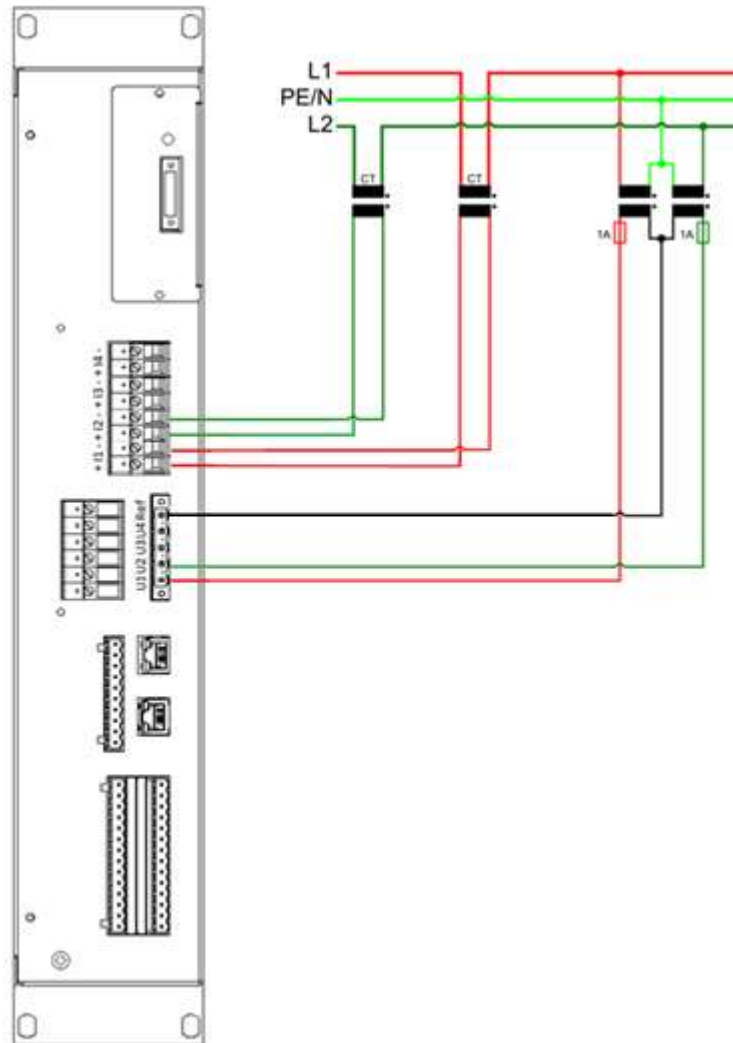 L1
PE/N
L2
CT
CT
1A
1A
+ I1 - + I2 - + I3 - + I4 -
U1 U2 U3 U4 Ref